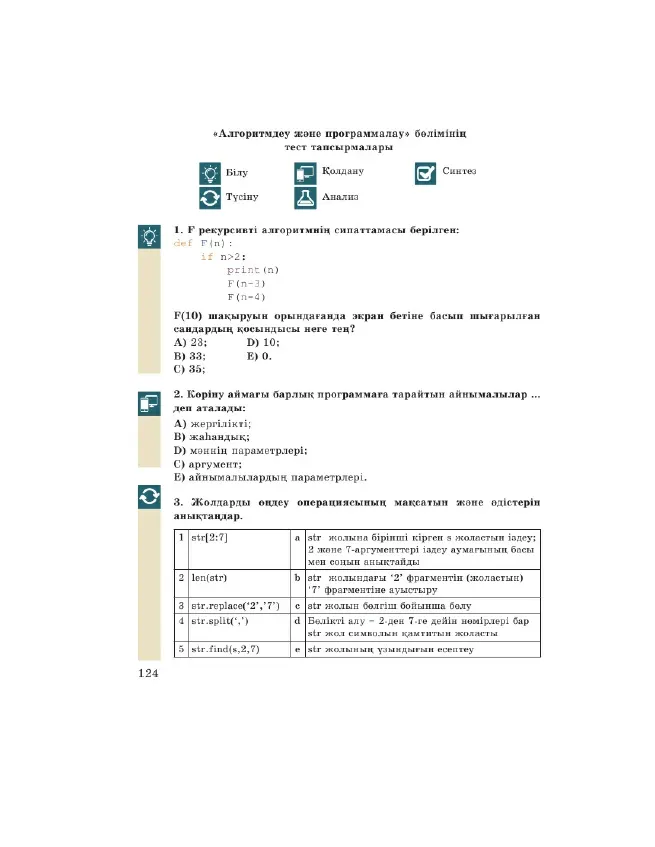 «Алгоритмдеу және программалау» бөлімінің
тест тапсырмалары
Білу
Қолдану
Синтез
Түсіну
Анализ
1. F рекурсивті алгоритмнің сипаттамасы берілген:
def F(n):
if n>2:
print(n)
F(n-3)
F(n-4)
F(10) шақыруын орындағанда экран бетіне басып шығарылған
сандардың қосындысы неге тең?
A) 23; D) 10;
B) 33; E) 0.
C) 35;
2. Көріну аймағы барлық программаға тарайтын айнымалылар ...
деп аталады:
A) жергілікті;
B) жаһандық;
D) мәннің параметрлері;
C) аргумент;
E) айнымалылардың параметрлері.
3. Жолдарды өңдеу операциясының мақсатын және әдістерін
анықтаңдар.
1 str[2:7] a str жолына бірінші кірген s жоластын іздеу;
2 және 7-аргументтері іздеу аумағының басы
мен соңын анықтайды
2 len(str) b str жолындағы ‘2’ фрагментін (жоластын)
‘7’ фрагментіне ауыстыру
3 str.replace(‘2’,’7’) c str жолын бөлгіш бойынша бөлу
4 str.split(‘,’) d Бөлікті алу – 2-ден 7-ге дейін нөмірлері бар
str жол символын қамтитын жоласты
5 str.find(s,2,7) e str жолының ұзындығын есептеу
124